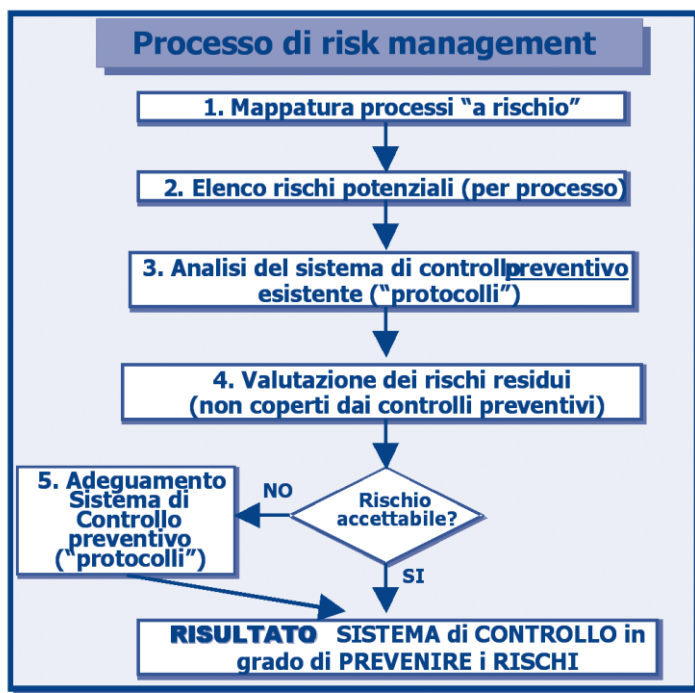 Processo di risk management
1. Mappatura processi “a rischio”
2. Elenco rischi potenziali (per processo)
3. Analisi del sistema di controllo preventivo
esistente (“protocolli”)
4. Valutazione dei rischi residui
(non coperti dai controlli preventivi)
Rischio
accettabile?
NO
5. Adeguamento
Sistema di
Controllo
preventivo
(“protocolli”)
SI
RISULTATO SISTEMA di CONTROLLO in
grado di PREVENIRE i RISCHI